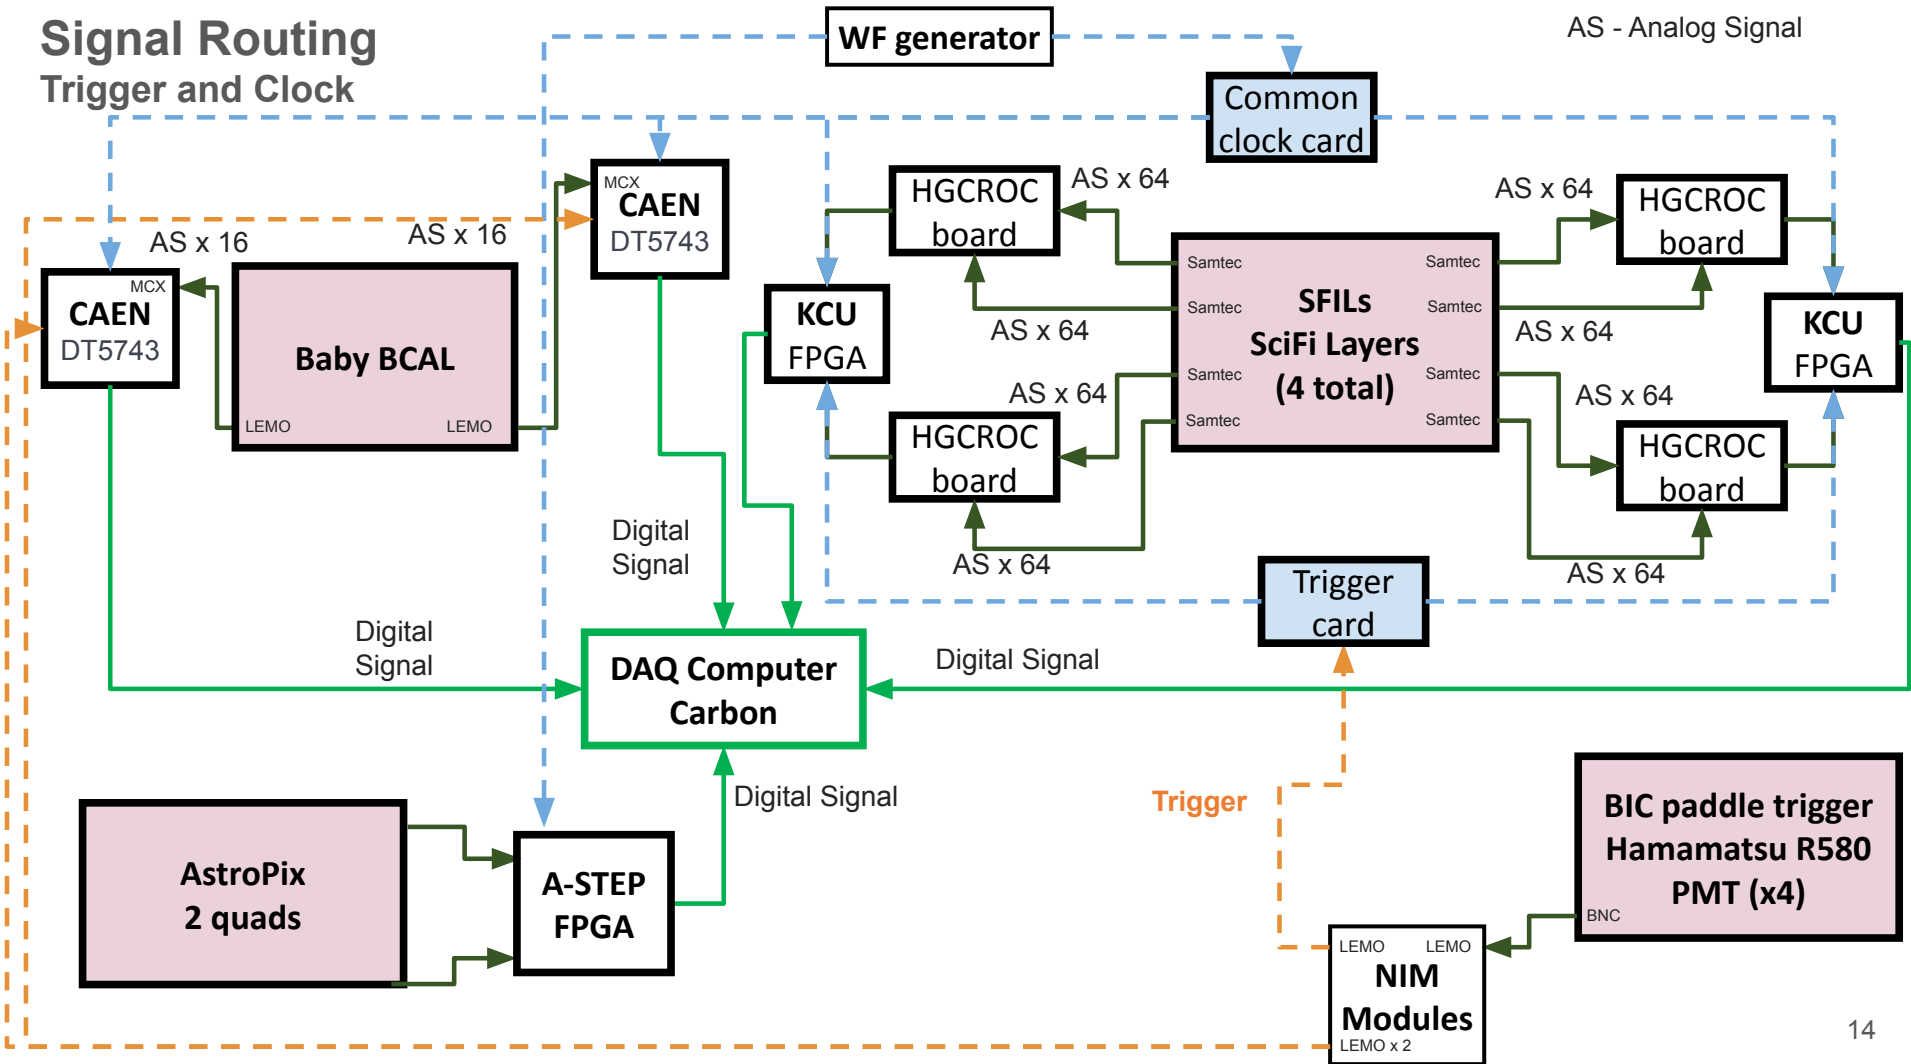 Signal Routing
Trigger and Clock
WF generator
AS - Analog Signal
Common
clock card
MCX
CAEN
DT5743
AS x 16
AS x 16
MCX
CAEN
DT5743
Baby BCAL
LEMO
LEMO
HGCROC
board
AS x 64
AS x 64
HGCROC
board
KCU
FPGA
Samtec
Samtec
Samtec
Samtec
SFILs
SciFi Layers
(4 total)
Samtec
Samtec
Samtec
Samtec
KCU
FPGA
AS x 64
AS x 64
AS x 64
AS x 64
HGCROC
board
HGCROC
board
AS x 64
AS x 64
Digital
Signal
Trigger
card
Digital
Signal
DAQ Computer
Carbon
Digital Signal
Digital Signal
Trigger
BIC paddle trigger
Hamamatsu R580
PMT (x4)
BNC
AstroPix
2 quads
A-STEP
FPGA
LEMO
LEMO
NIM
Modules
LEMO x 2
14